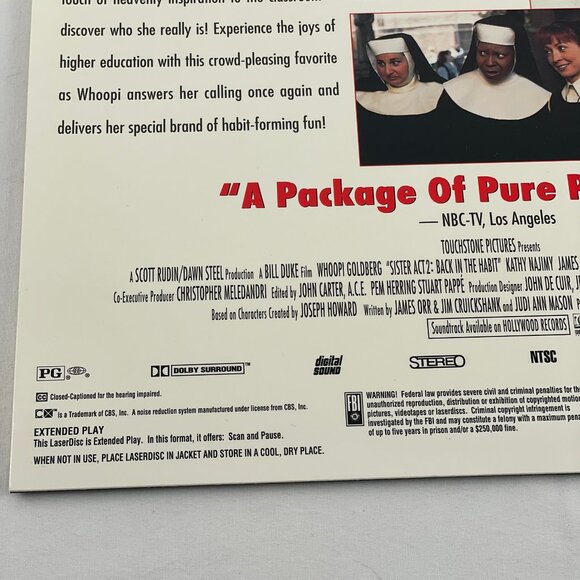 Touch of heavenly inspiration to the classroom
discover who she really is! Experience the joys of
higher education with this crowd-pleasing favorite
as Whoopi answers her calling once again and
delivers her special brand of habit-forming fun!
"A Package Of Pure
— NBC-TV, Los Angeles
TOUCHSTONE PICTURES Presents
A SCOTT RUDIN/DAWN STEEL Production A BILL DUKE Film WHOOPI GOLDBERG "SISTER ACT 2: BACK IN THE HABIT" KATHY NAJIMY JAMES
Co-Executive Producer CHRISTOPHER MELEDANDRI Edited by JOHN CARTER, A.C.E. PEM HERRING STUART PAPPÉ Production Designer JOHN DE CUIR,
Based on Characters Created by JOSEPH HOWARD Written by JAMES ORR & JIM CRUICKSHANK and JUDI ANN MASON
Soundtrack Available on HOLLYWOOD RECORDS
PG DOLBY SURROUND digital SOUND STEREO NTSC
CC Closed-Captioned for the hearing impaired.
CX is a Trademark of CBS, Inc. A noise reduction system manufactured under license from CBS, Inc.
EXTENDED PLAY
This LaserDisc is Extended Play. In this format, it offers: Scan and Pause.
WHEN NOT IN USE, PLACE LASERDISC IN JACKET AND STORE IN A COOL, DRY PLACE.
FBI
WARNING! Federal law provides severe civil and criminal penalties for the
unauthorized reproduction, distribution or exhibition of copyrighted motion
pictures, videotapes or laserdiscs. Criminal copyright infringement is
investigated by the FBI and may constitute a felony with a maximum penalty
of up to five years in prison and/or a $250,000 fine.